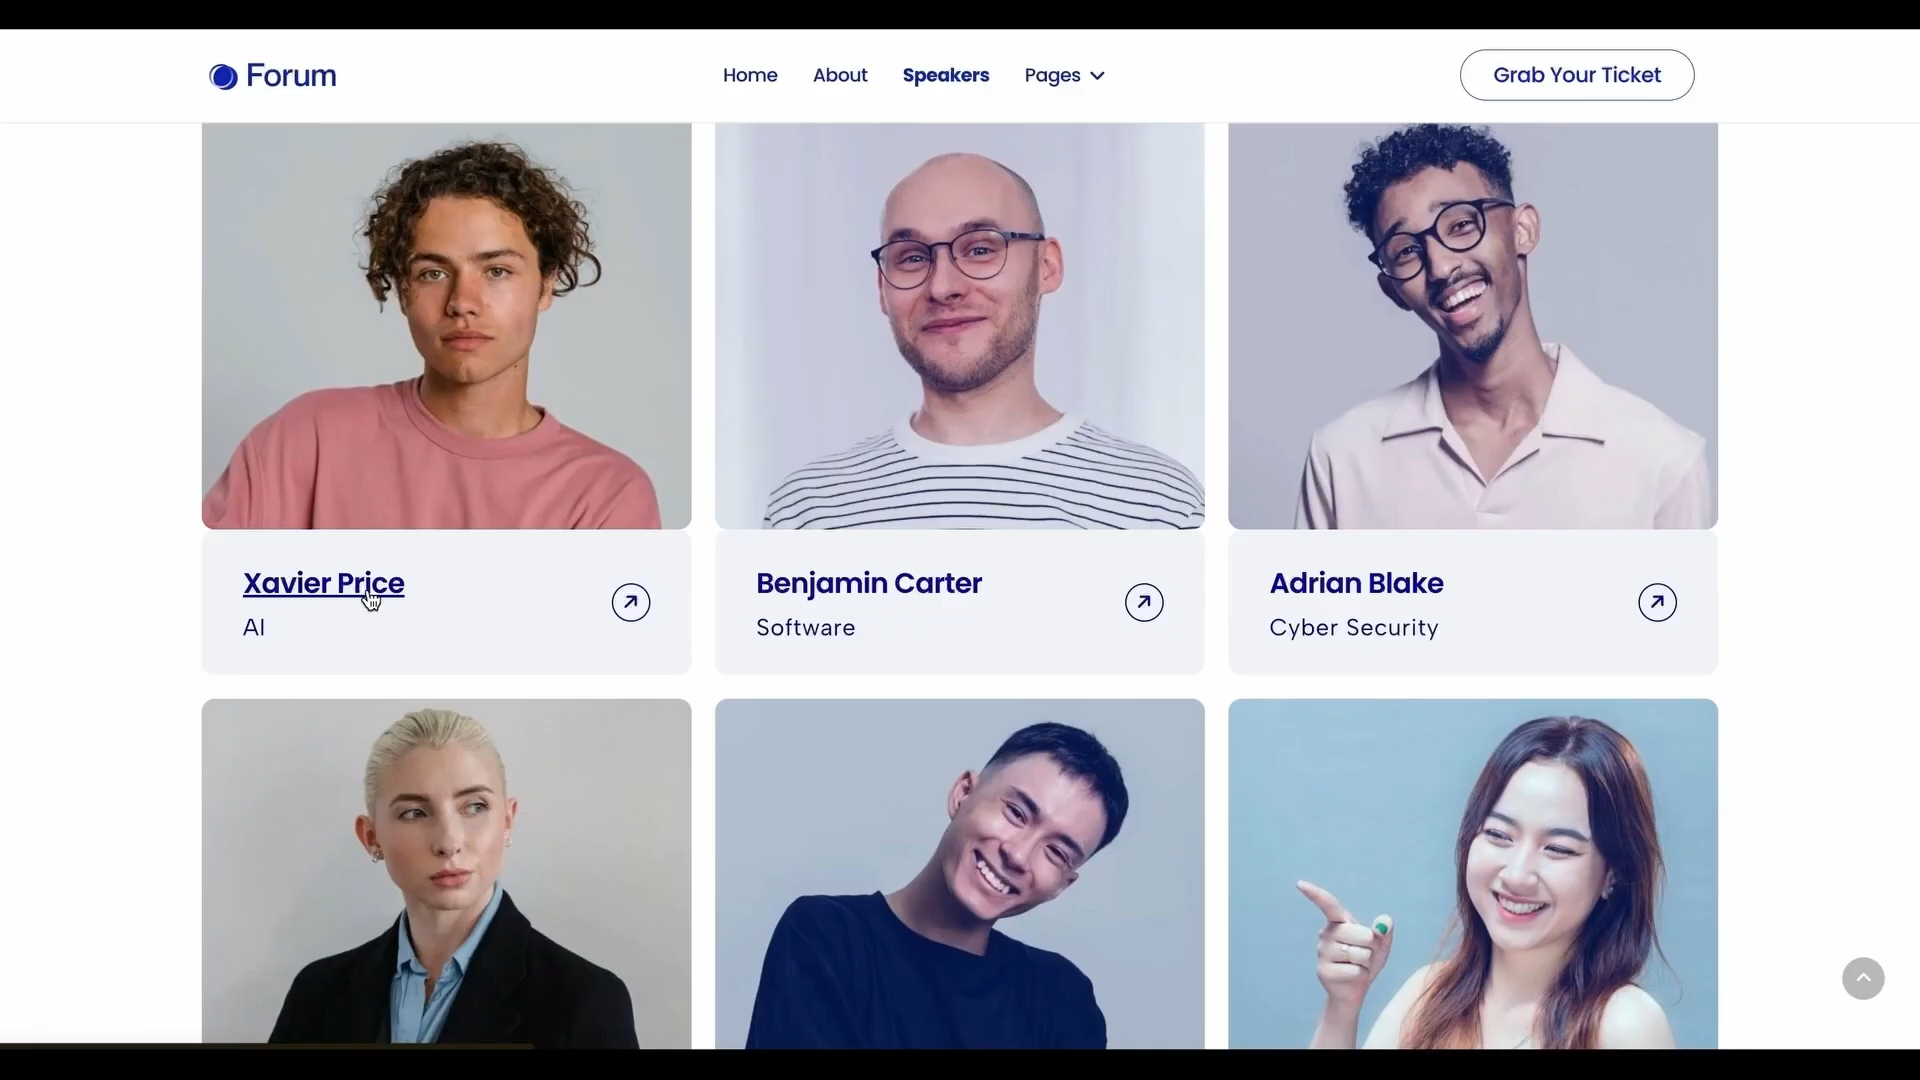 Forum
Home
About
Speakers
Pages
Grab Your Ticket
Xavier Price
AI
Benjamin Carter
Software
Adrian Blake
Cyber Security